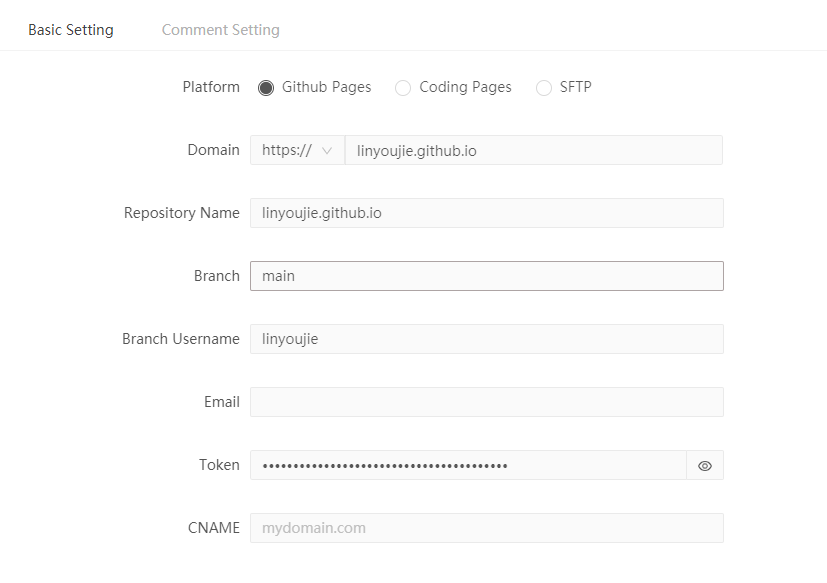 Basic Setting Comment Setting
Platform Github Pages Coding Pages SFTP
Domain https:// linyoujie.github.io
Repository Name linyoujie.github.io
Branch main
Branch Username linyoujie
Email
Token ••••••••••••••••••••••••••••••••••••••••
CNAME mydomain.com